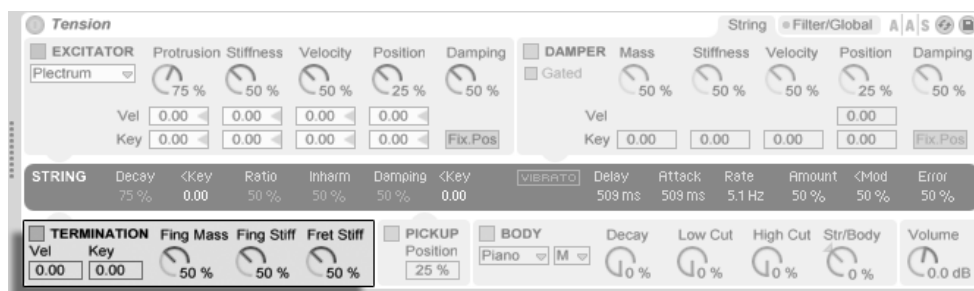 Tension String Filter/Global A A S
EXCITATOR Protrusion Stiffness Velocity Position Damping
Plectrum 75 % 50 % 50 % 25 % 50 %
Vel 0.00 0.00 0.00 0.00
Key 0.00 0.00 0.00 0.00 Fix.Pos
DAMPER Mass Stiffness Velocity Position Damping
Gated 50 % 50 % 50 % 25 % 50 %
Vel 0.00
Key 0.00 0.00 0.00 0.00 Fix.Pos
STRING Decay <Key Ratio Inharm Damping <Key VIBRATO Delay Attack Rate Amount <Mod Error
75 % 0.00 50 % 50 % 50 % 0.00 509 ms 509 ms 5.1 Hz 50 % 50 % 50 %
TERMINATION Fing Mass Fing Stiff Fret Stiff
Vel Key
0.00 0.00 50 % 50 % 50 %
PICKUP
Position
25 %
BODY Decay Low Cut High Cut Str/Body Volume
Piano M 0 % 0 % 0 % 0 % 0.0 dB